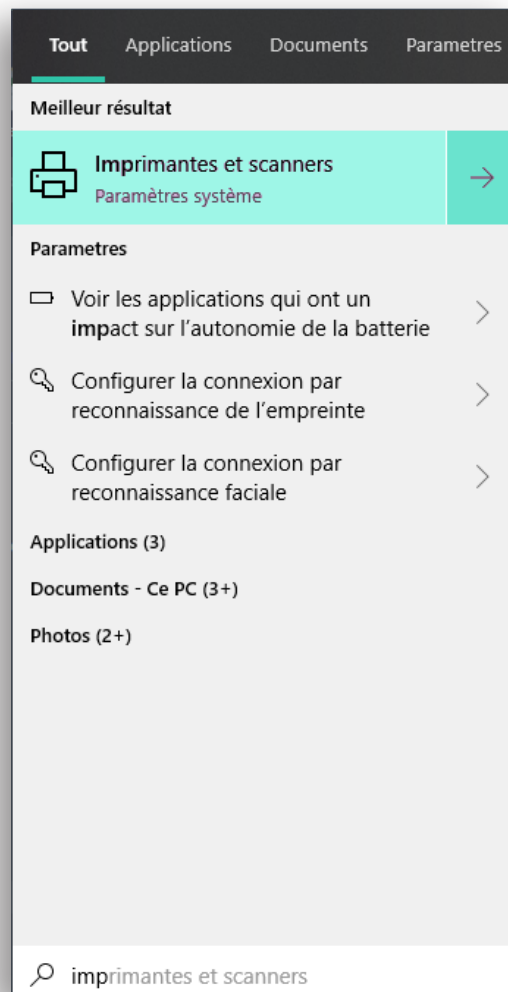 Tout Applications Documents Parametres
Meilleur résultat
Imprimantes et scanners
Paramètres système
Parametres
Voir les applications qui ont un
impact sur l'autonomie de la batterie
Configurer la connexion par
reconnaissance de l'empreinte
Configurer la connexion par
reconnaissance faciale
Applications (3)
Documents - Ce PC (3+)
Photos (2+)
imprimantes et scanners